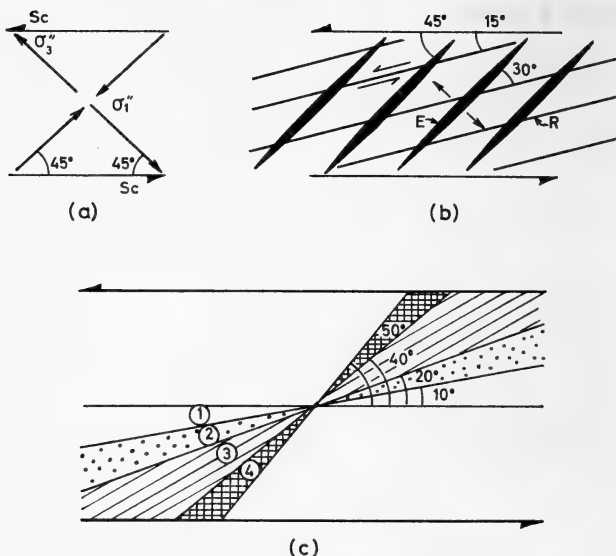 Sc
σ₃″
σ₁″
45° 45°
Sc
(a)
45° 15°
30°
E R
(b)
50°
40°
20°
10°
①
②
③
④
(c)